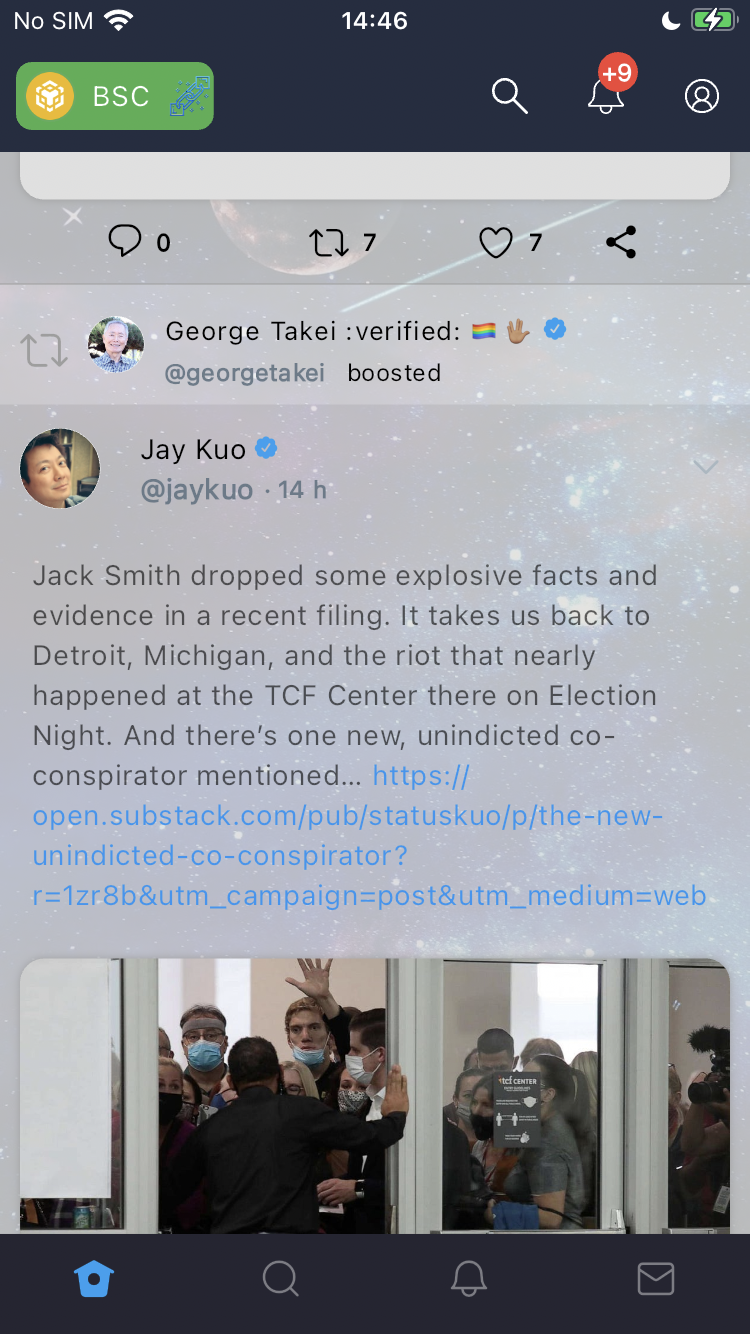 No SIM 14:46
BSC +9
0 7 7
George Takei :verified: 🏳️‍🌈 🖖🏽
@georgetakei boosted
Jay Kuo
@jaykuo · 14 h
Jack Smith dropped some explosive facts and
evidence in a recent filing. It takes us back to
Detroit, Michigan, and the riot that nearly
happened at the TCF Center there on Election
Night. And there’s one new, unindicted co-
conspirator mentioned... https://
open.substack.com/pub/statuskuo/p/the-new-
unindicted-co-conspirator?
r=1zr8b&utm_campaign=post&utm_medium=web
tcf CENTER